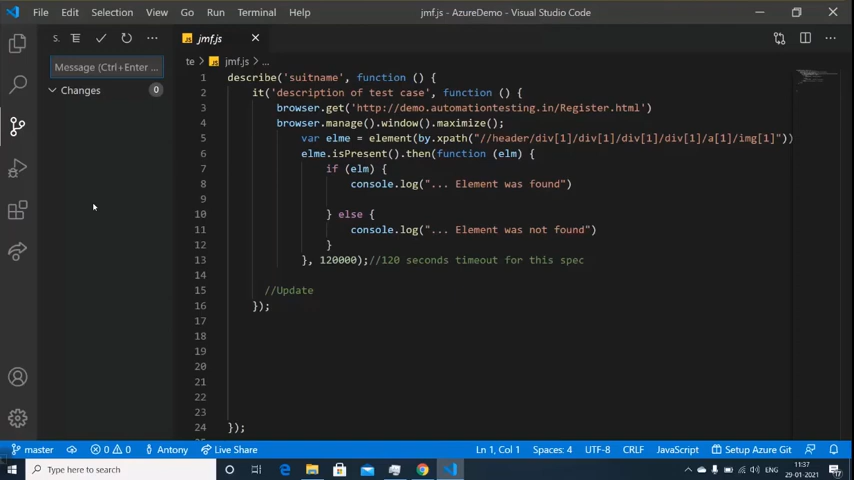 File Edit Selection View Go Run Terminal Help jmf.js - AzureDemo - Visual Studio Code
S.
jmf.js
te > jmf.js > ...
Message (Ctrl+Enter ...
Changes 0
1 describe('suitname', function () {
2 it('description of test case', function () {
3 browser.get('http://demo.automationtesting.in/Register.html')
4 browser.manage().window().maximize();
5 var elme = element(by.xpath("//header/div[1]/div[1]/div[1]/div[1]/a[1]/img[1]"))
6 elme.isPresent().then(function (elm) {
7 if (elm) {
8 console.log("... Element was found")
9
10 } else {
11 console.log("... Element was not found")
12 }
13 }, 120000);//120 seconds timeout for this spec
14
15 //Update
16 });
17
18
19
20
21
22
23
24 });
master 0 0 Antony Live Share Ln 1, Col 1 Spaces: 4 UTF-8 CRLF JavaScript Setup Azure Git
Type here to search
ENG
11:37
29-01-2021
17